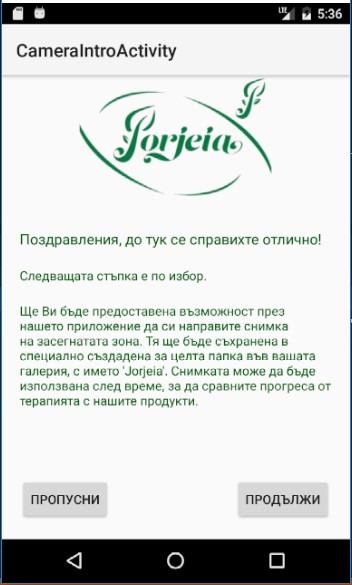 LTE 5:36
CameraIntroActivity
Jorjeia
Поздравления, до тук се справихте отлично!
Следващата стъпка е по избор.
Ще Ви бъде предоставена възможност през
нашето приложение да си направите снимка
на засегнатата зона. Тя ще бъде съхранена в
специално създадена за целта папка във вашата
галерия, с името 'Jorjeia'. Снимката може да бъде
използвана след време, за да сравните прогреса от
терапията с нашите продукти.
ПРОПУСНИ ПРОДЪЛЖИ